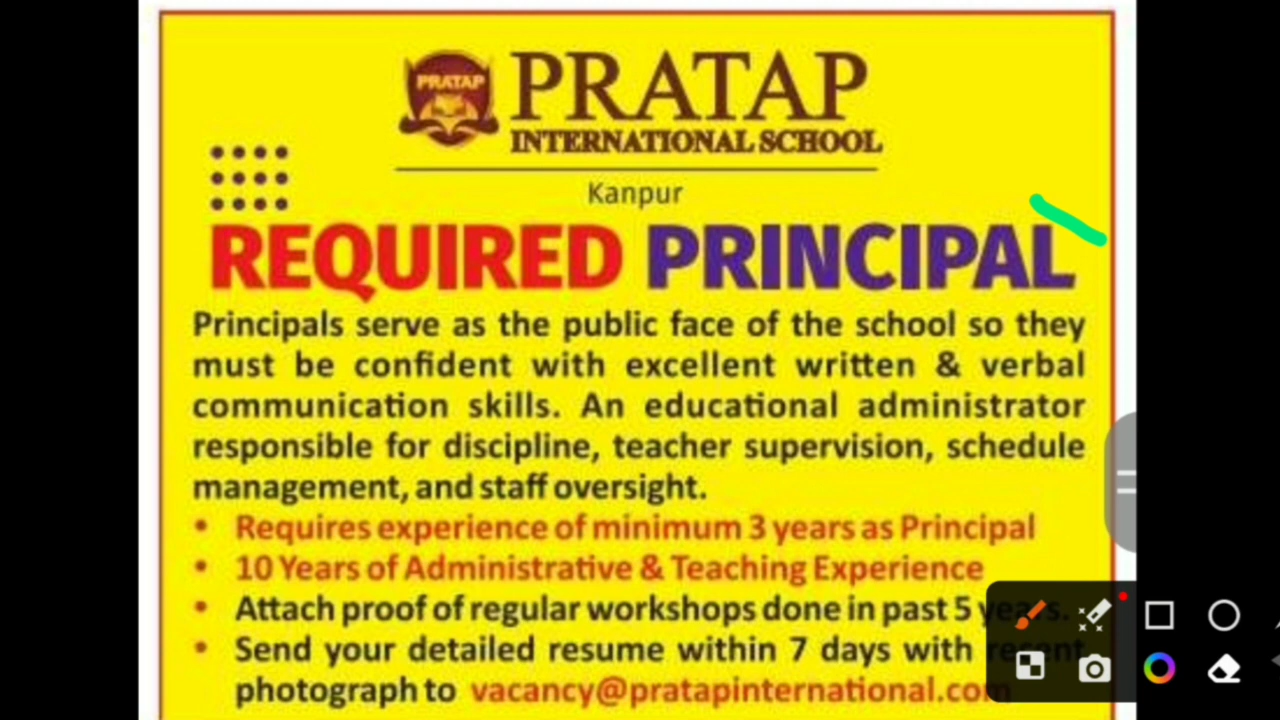 PRATAP
PRATAP
INTERNATIONAL SCHOOL
Kanpur
REQUIRED PRINCIPAL
Principals serve as the public face of the school so they
must be confident with excellent written & verbal
communication skills. An educational administrator
responsible for discipline, teacher supervision, schedule
management, and staff oversight.
• Requires experience of minimum 3 years as Principal
• 10 Years of Administrative & Teaching Experience
• Attach proof of regular workshops done in past 5 years.
• Send your detailed resume within 7 days with recent
photograph to vacancy@pratapinternational.com